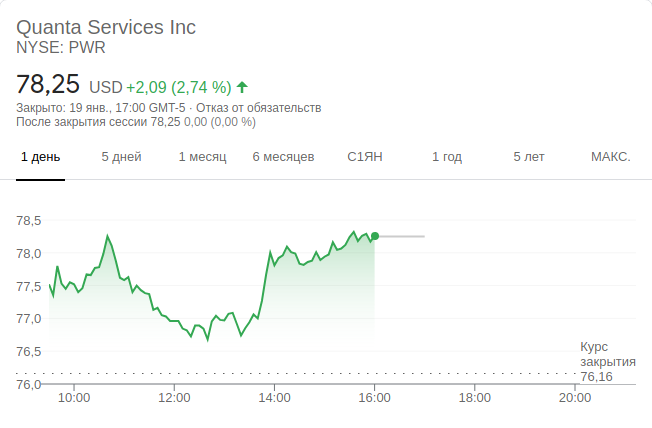 Quanta Services Inc
NYSE: PWR
78,25 USD +2,09 (2,74 %)
Закрыто: 19 янв., 17:00 GMT-5 · Отказ от обязательств
После закрытия сессии 78,25 0,00 (0,00 %)
1 день 5 дней 1 месяц 6 месяцев С1ЯН 1 год 5 лет МАКС.
78,5
78,0
77,5
77,0
76,5
76,0
Курс
закрытия
76,16
10:00 12:00 14:00 16:00 18:00 20:00